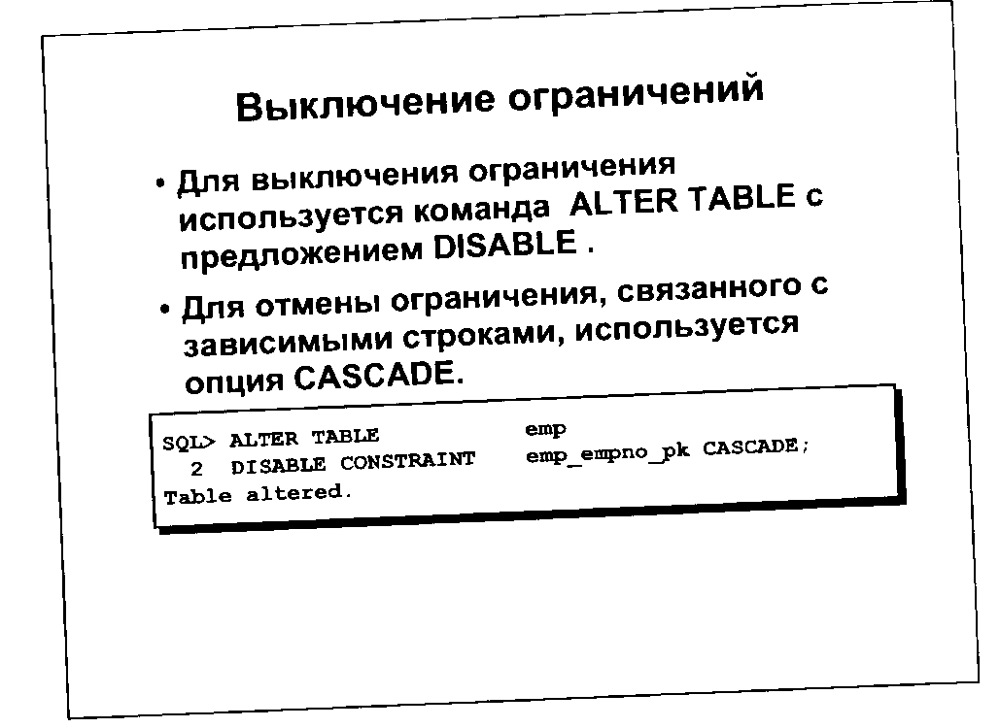 Выключение ограничений
• Для выключения ограничения
используется команда ALTER TABLE с
предложением DISABLE .
• Для отмены ограничения, связанного с
зависимыми строками, используется
опция CASCADE.
SQL> ALTER TABLE emp
2 DISABLE CONSTRAINT emp_empno_pk CASCADE;
Table altered.